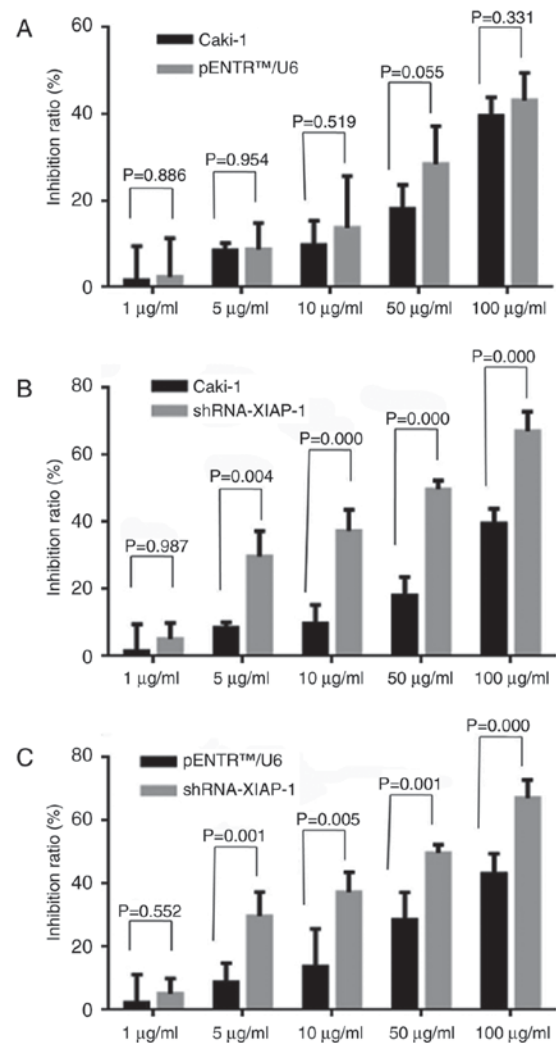 A
60
40
20
0
Inhibition ratio (%)
Caki-1
pENTR™/U6
P=0.886
P=0.954
P=0.519
P=0.055
P=0.331
1 μg/ml
5 μg/ml
10 μg/ml
50 μg/ml
100 μg/ml
B
80
60
40
20
0
Inhibition ratio (%)
Caki-1
shRNA-XIAP-1
P=0.987
P=0.004
P=0.000
P=0.000
P=0.000
1 μg/ml
5 μg/ml
10 μg/ml
50 μg/ml
100 μg/ml
C
80
60
40
20
0
Inhibition ratio (%)
pENTR™/U6
shRNA-XIAP-1
P=0.552
P=0.001
P=0.005
P=0.001
P=0.000
1 μg/ml
5 μg/ml
10 μg/ml
50 μg/ml
100 μg/ml